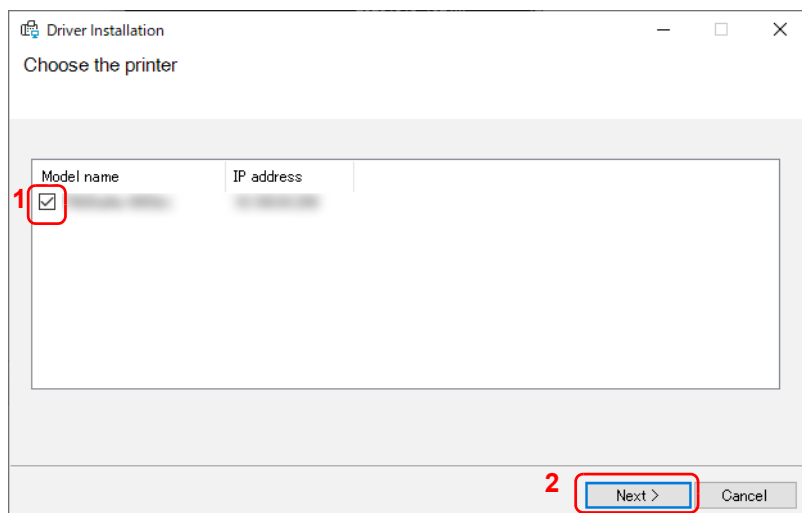 Driver Installation
Choose the printer
Model name IP address
1
2
Next > Cancel